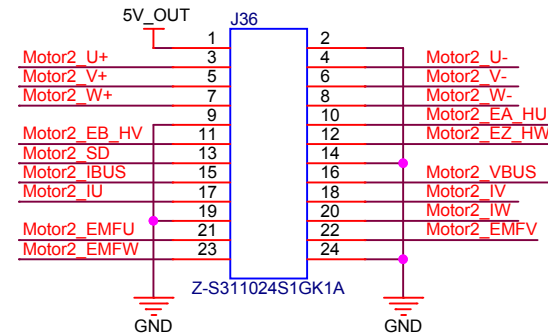 5V_OUT J36
1 2
Motor2_U+ 3 4 Motor2_U-
Motor2_V+ 5 6 Motor2_V-
Motor2_W+ 7 8 Motor2_W-
9 10 Motor2_EA_HU
Motor2_EB_HV 11 12 Motor2_EZ_HW
Motor2_SD 13 14
Motor2_IBUS 15 16 Motor2_VBUS
Motor2_IU 17 18 Motor2_IV
19 20 Motor2_IW
Motor2_EMFU 21 22 Motor2_EMFV
Motor2_EMFW 23 24
Z-S311024S1GK1A
GND GND